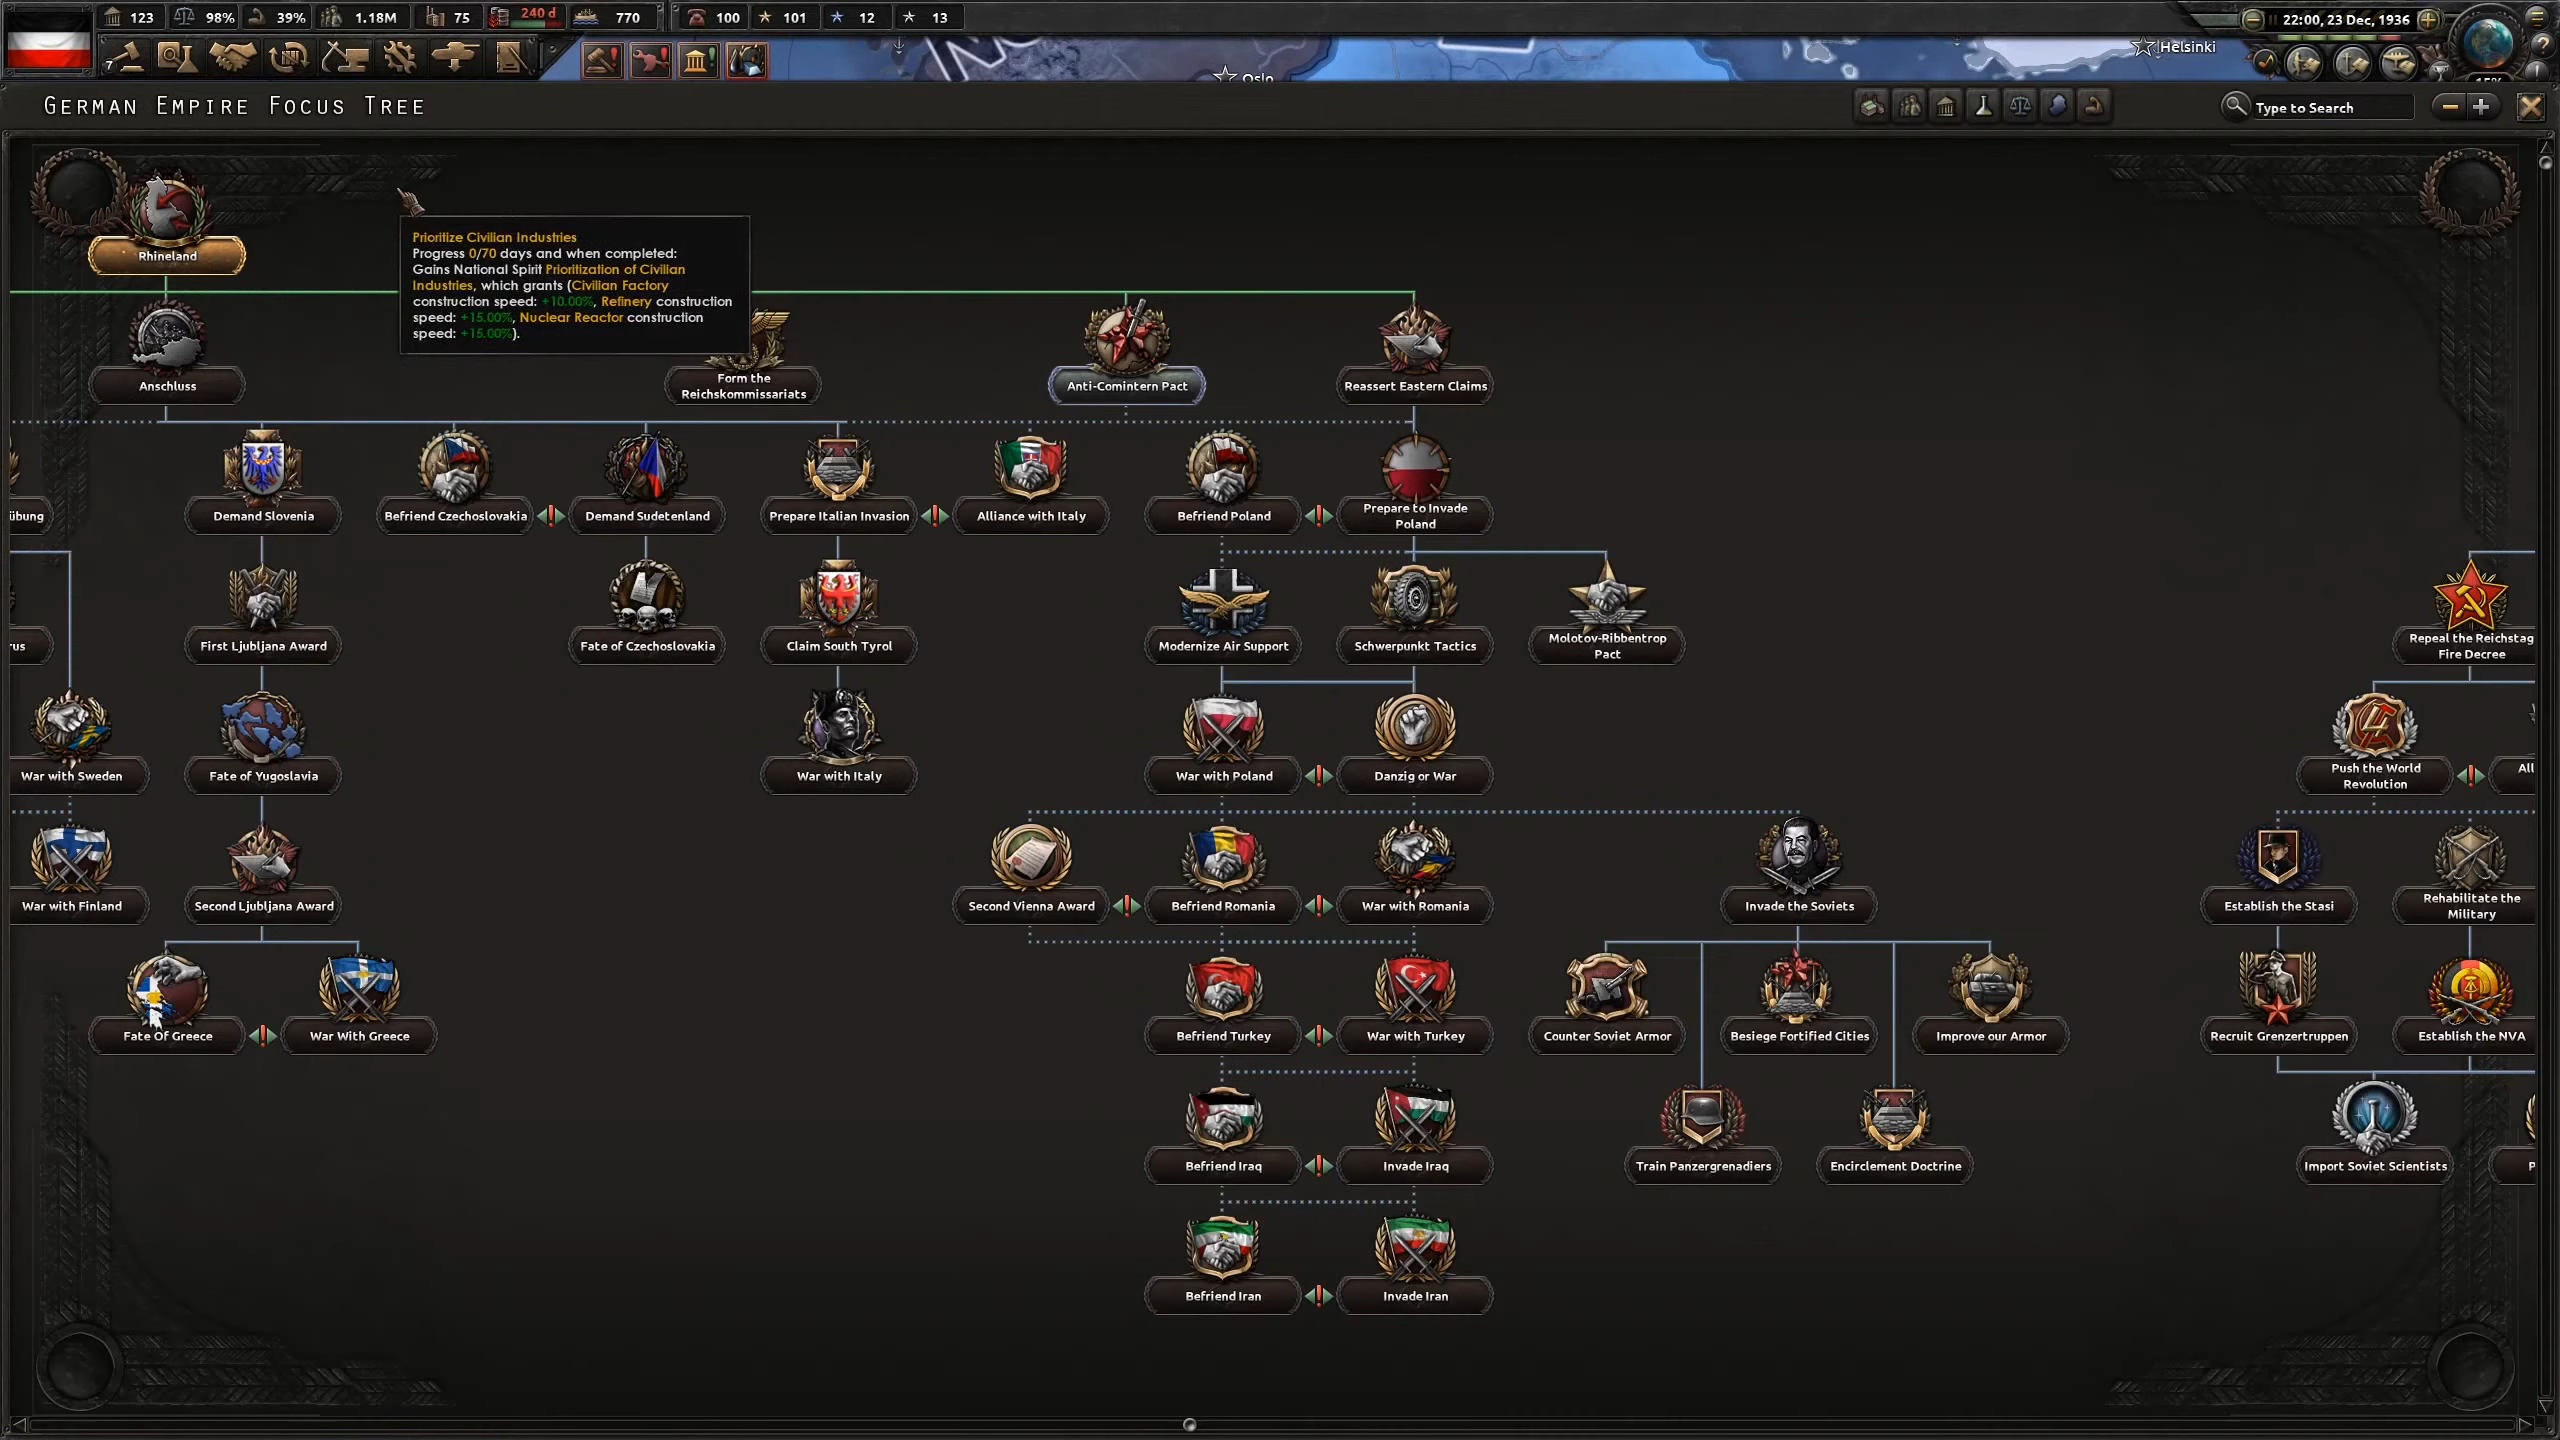 123 98% 39% 1.18M 75 240 d 770 100 101 12 13
22:00, 23 Dec, 1936
7
Oslo
Helsinki
15%
GERMAN EMPIRE FOCUS TREE
Type to Search
Rhineland
Prioritize Civilian Industries
Progress 0/70 days and when completed:
Gains National Spirit Prioritization of Civilian
Industries, which grants (Civilian Factory
construction speed: +10.00%, Refinery construction
speed: +15.00%, Nuclear Reactor construction
speed: +15.00%).
Anschluss
Form the
Reichskommissariats
Anti-Comintern Pact
Reassert Eastern Claims
übung
Demand Slovenia
Befriend Czechoslovakia
Demand Sudetenland
Prepare Italian Invasion
Alliance with Italy
Befriend Poland
Prepare to Invade
Poland
rus
First Ljubljana Award
Fate of Czechoslovakia
Claim South Tyrol
Modernize Air Support
Schwerpunkt Tactics
Molotov-Ribbentrop
Pact
Repeal the Reichstag
Fire Decree
War with Sweden
Fate of Yugoslavia
War with Italy
War with Poland
Danzig or War
Push the World
Revolution
All
War with Finland
Second Ljubljana Award
Second Vienna Award
Befriend Romania
War with Romania
Invade the Soviets
Establish the Stasi
Rehabilitate the
Military
Fate Of Greece
War With Greece
Befriend Turkey
War with Turkey
Counter Soviet Armor
Besiege Fortified Cities
Improve our Armor
Recruit Grenzertruppen
Establish the NVA
Befriend Iraq
Invade Iraq
Train Panzergrenadiers
Encirclement Doctrine
Import Soviet Scientists
P
Befriend Iran
Invade Iran